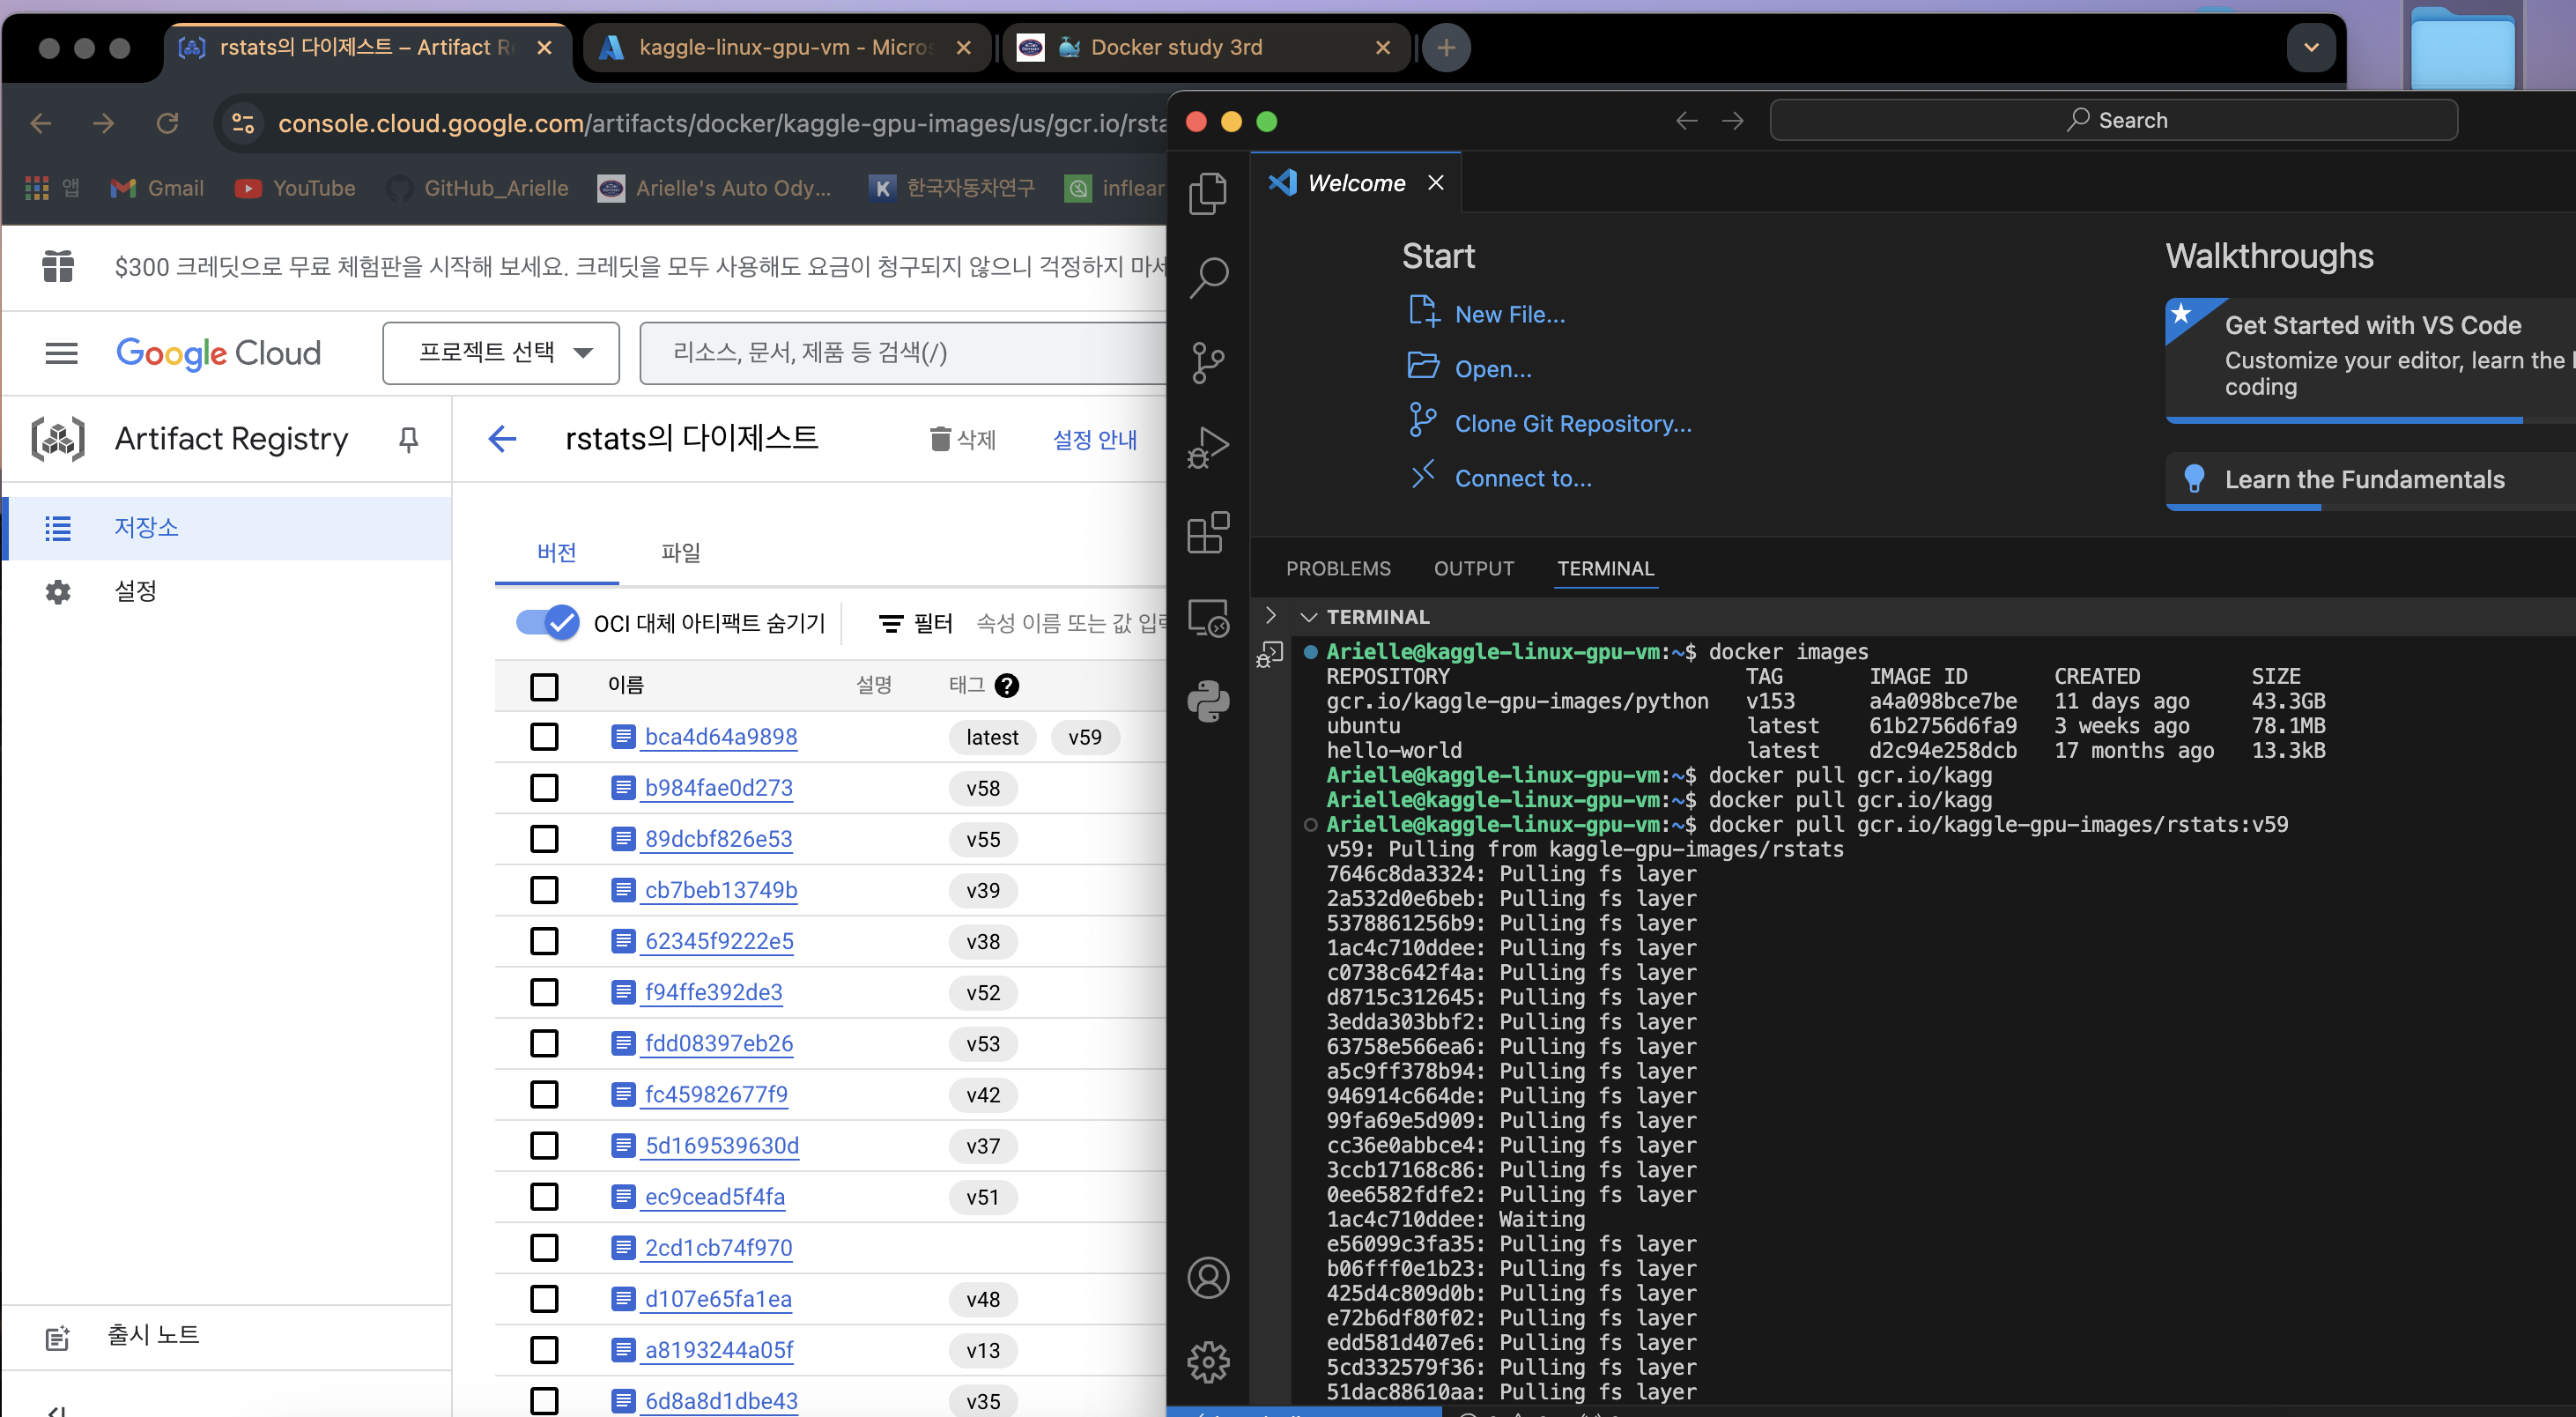 rstats의 다이제스트 – Artifact R
kaggle-linux-gpu-vm - Micros
Docker study 3rd
console.cloud.google.com/artifacts/docker/kaggle-gpu-images/us/gcr.io/rsta
앱
Gmail
YouTube
GitHub_Arielle
Arielle's Auto Ody...
한국자동차연구
inflear
$300 크레딧으로 무료 체험판을 시작해 보세요. 크레딧을 모두 사용해도 요금이 청구되지 않으니 걱정하지 마세
Google Cloud
프로젝트 선택
리소스, 문서, 제품 등 검색(/)
Artifact Registry
rstats의 다이제스트
삭제
설정 안내
저장소
설정
출시 노트
버전
파일
OCI 대체 아티팩트 숨기기
필터
속성 이름 또는 값 입력
이름
설명
태그
bca4d64a9898 latest v59
b984fae0d273 v58
89dcbf826e53 v55
cb7beb13749b v39
62345f9222e5 v38
f94ffe392de3 v52
fdd08397eb26 v53
fc45982677f9 v42
5d169539630d v37
ec9cead5f4fa v51
2cd1cb74f970
d107e65fa1ea v48
a8193244a05f v13
6d8a8d1dbe43 v35
Search
Welcome
Start
New File...
Open...
Clone Git Repository...
Connect to...
Walkthroughs
Get Started with VS Code
Customize your editor, learn the
coding
Learn the Fundamentals
PROBLEMS
OUTPUT
TERMINAL
TERMINAL
Arielle@kaggle-linux-gpu-vm:~$ docker images
REPOSITORY TAG IMAGE ID CREATED SIZE
gcr.io/kaggle-gpu-images/python v153 a4a098bce7be 11 days ago 43.3GB
ubuntu latest 61b2756d6fa9 3 weeks ago 78.1MB
hello-world latest d2c94e258dcb 17 months ago 13.3kB
Arielle@kaggle-linux-gpu-vm:~$ docker pull gcr.io/kagg
Arielle@kaggle-linux-gpu-vm:~$ docker pull gcr.io/kagg
Arielle@kaggle-linux-gpu-vm:~$ docker pull gcr.io/kaggle-gpu-images/rstats:v59
v59: Pulling from kaggle-gpu-images/rstats
7646c8da3324: Pulling fs layer
2a532d0e6beb: Pulling fs layer
5378861256b9: Pulling fs layer
1ac4c710ddee: Pulling fs layer
c0738c642f4a: Pulling fs layer
d8715c312645: Pulling fs layer
3edda303bbf2: Pulling fs layer
63758e566ea6: Pulling fs layer
a5c9ff378b94: Pulling fs layer
946914c664de: Pulling fs layer
99fa69e5d909: Pulling fs layer
cc36e0abbce4: Pulling fs layer
3ccb17168c86: Pulling fs layer
0ee6582fdfe2: Pulling fs layer
1ac4c710ddee: Waiting
e56099c3fa35: Pulling fs layer
b06fff0e1b23: Pulling fs layer
425d4c809d0b: Pulling fs layer
e72b6df80f02: Pulling fs layer
edd581d407e6: Pulling fs layer
5cd332579f36: Pulling fs layer
51dac88610aa: Pulling fs layer